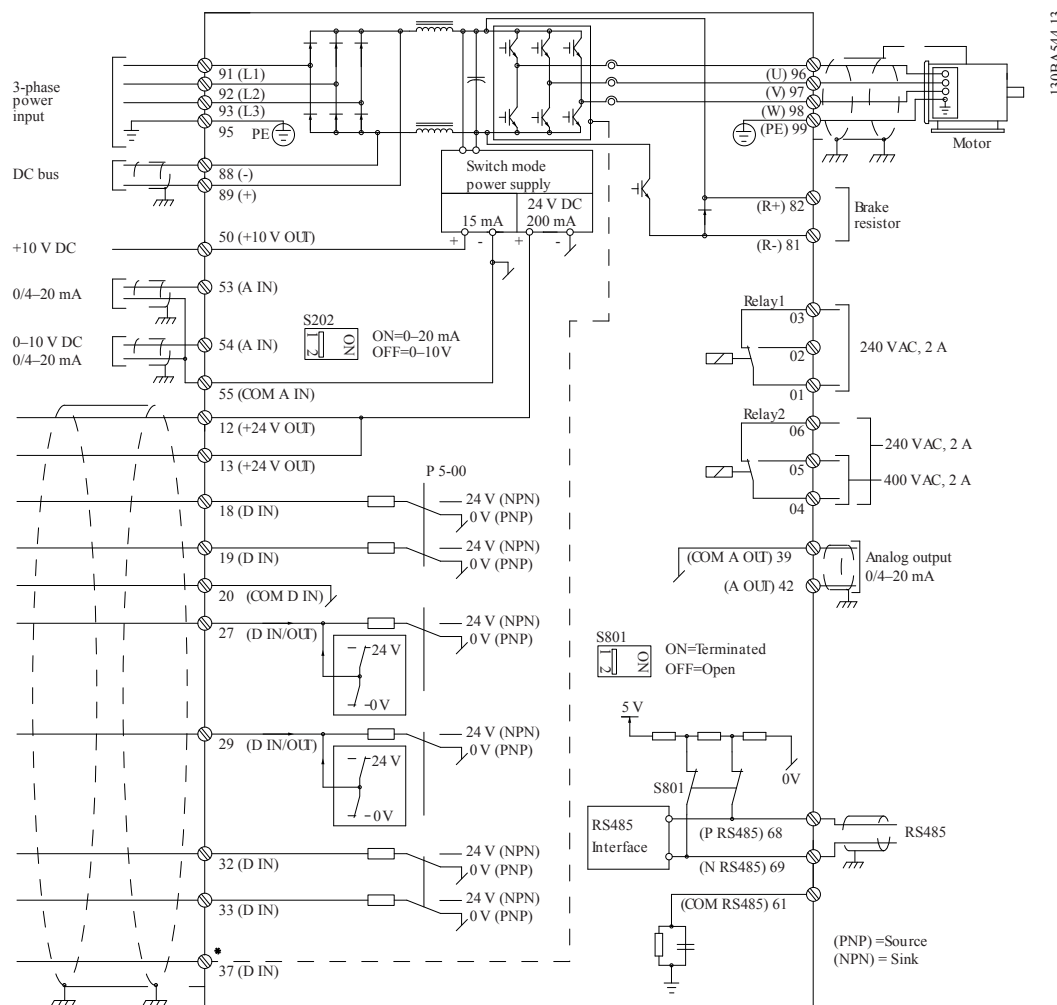 130BA544.13
3-phase
power
input
91 (L1)
92 (L2)
93 (L3)
95
PE
DC bus
88 (-)
89 (+)
+10 V DC
50 (+10 V OUT)
0/4–20 mA
53 (A IN)
0–10 V DC
0/4–20 mA
54 (A IN)
55 (COM A IN)
12 (+24 V OUT)
13 (+24 V OUT)
18 (D IN)
19 (D IN)
20 (COM D IN)
27 (D IN/OUT)
29 (D IN/OUT)
32 (D IN)
33 (D IN)
*
37 (D IN)
Switch mode
power supply
15 mA
24 V DC
200 mA
+ - + -
S202
1 2 ON
ON=0–20 mA
OFF=0–10V
P 5-00
24 V (NPN)
0 V (PNP)
24 V (NPN)
0 V (PNP)
24 V (NPN)
0 V (PNP)
24 V
0 V
24 V (NPN)
0 V (PNP)
24 V
0 V
24 V (NPN)
0 V (PNP)
24 V (NPN)
0 V (PNP)
(U) 96
(V) 97
(W) 98
(PE) 99
Motor
(R+) 82
(R-) 81
Brake
resistor
Relay1
03
02
01
240 VAC, 2 A
Relay2
06
05
04
240 VAC, 2 A
400 VAC, 2 A
(COM A OUT) 39
(A OUT) 42
Analog output
0/4–20 mA
S801
1 2 ON
ON=Terminated
OFF=Open
5 V
0V
S801
RS485
Interface
(P RS485) 68
(N RS485) 69
(COM RS485) 61
RS485
(PNP) =Source
(NPN) = Sink